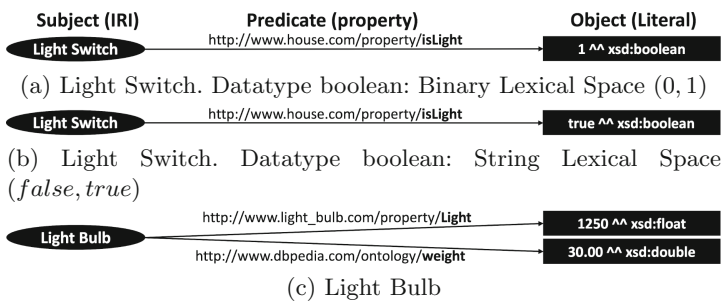 Subject (IRI) Predicate (property) Object (Literal)
Light Switch http://www.house.com/property/isLight 1 ^^ xsd:boolean
(a) Light Switch. Datatype boolean: Binary Lexical Space (0, 1)
Light Switch http://www.house.com/property/isLight true ^^ xsd:boolean
(b) Light Switch. Datatype boolean: String Lexical Space
(false, true)
http://www.light_bulb.com/property/Light 1250 ^^ xsd:float
Light Bulb
http://www.dbpedia.com/ontology/weight 30.00 ^^ xsd:double
(c) Light Bulb